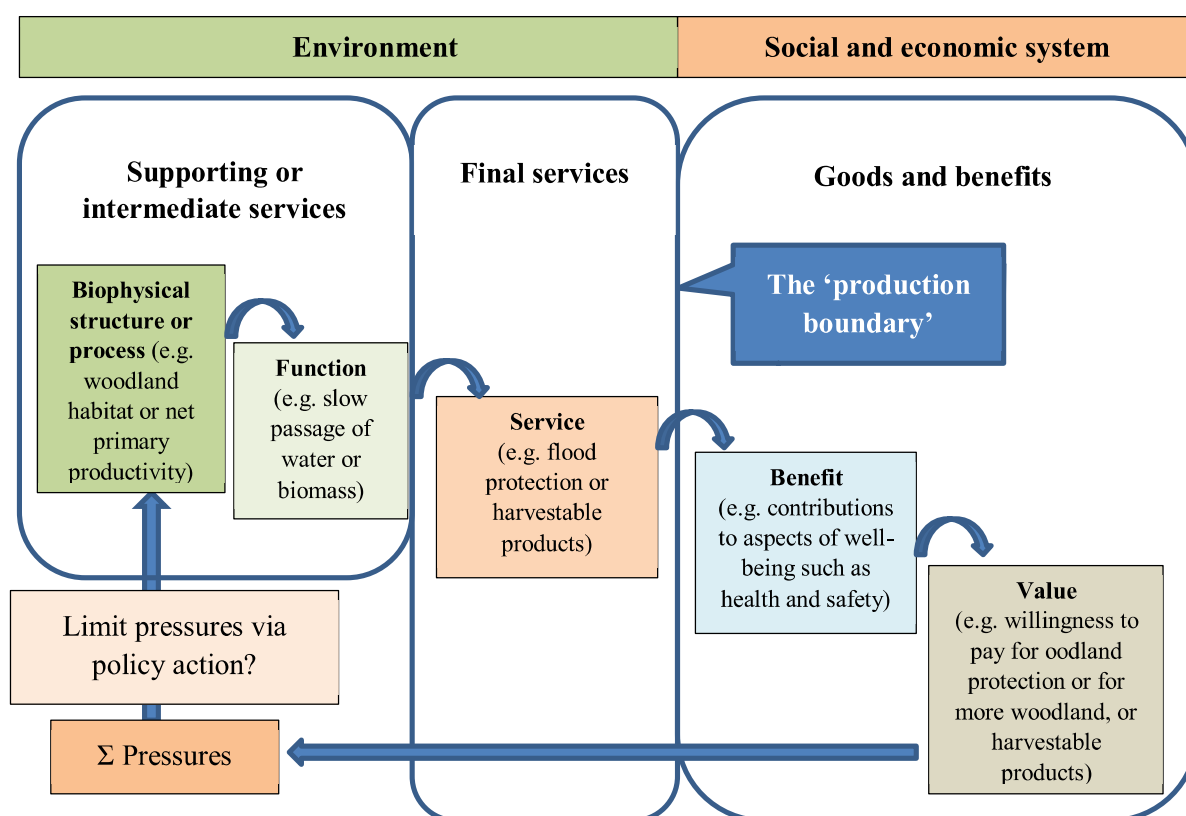 Environment
Social and economic system
Supporting or
intermediate services
Final services
Goods and benefits
The ‘production
boundary’
Biophysical
structure or
process (e.g.
woodland
habitat or net
primary
productivity)
Function
(e.g. slow
passage of
water or
biomass)
Service
(e.g. flood
protection or
harvestable
products)
Benefit
(e.g. contributions
to aspects of well-
being such as
health and safety)
Value
(e.g. willingness to
pay for oodland
protection or for
more woodland, or
harvestable
products)
Limit pressures via
policy action?
Σ Pressures